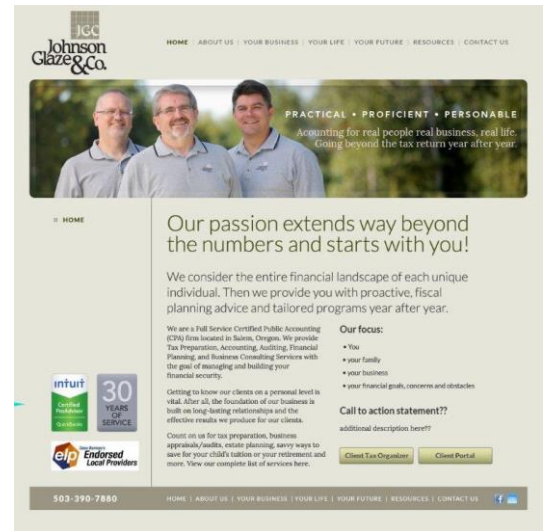 JGC
Johnson
Glaze&Co.
HOME | ABOUT US | YOUR BUSINESS | YOUR LIFE | YOUR FUTURE | RESOURCES | CONTACT US
PRACTICAL • PROFICIENT • PERSONABLE
Acounting for real people real business, real life.
Going beyond the tax return year after year.
HOME
Our passion extends way beyond
the numbers and starts with you!
We consider the entire financial landscape of each unique
individual. Then we provide you with proactive, fiscal
planning advice and tailored programs year after year.
We are a Full Service Certified Public Accounting
(CPA) firm located in Salem, Oregon. We provide
Tax Preparation, Accounting, Auditing, Financial
Planning, and Business Consulting Services with
the goal of managing and building your
financial security.
Getting to know our clients on a personal level is
vital. After all, the foundation of our business is
built on long-lasting relationships and the
effective results we produce for our clients.
Count on us for tax preparation, business
appraisals/audits, estate planning, savvy ways to
save for your child's tuition or your retirement and
more. View our complete list of services here.
Our focus:
• You
• your family
• your business
• your financial goals, concerns and obstacles
Call to action statement??
additional description here??
Client Tax Organizer
Client Portal
intuit
Certified
ProAdvisor
QuickBooks
30
YEARS
OF
SERVICE
elp
Endorsed
Local Providers
503-390-7880
HOME | ABOUT US | YOUR BUSINESS | YOUR LIFE | YOUR FUTURE | RESOURCES | CONTACT US